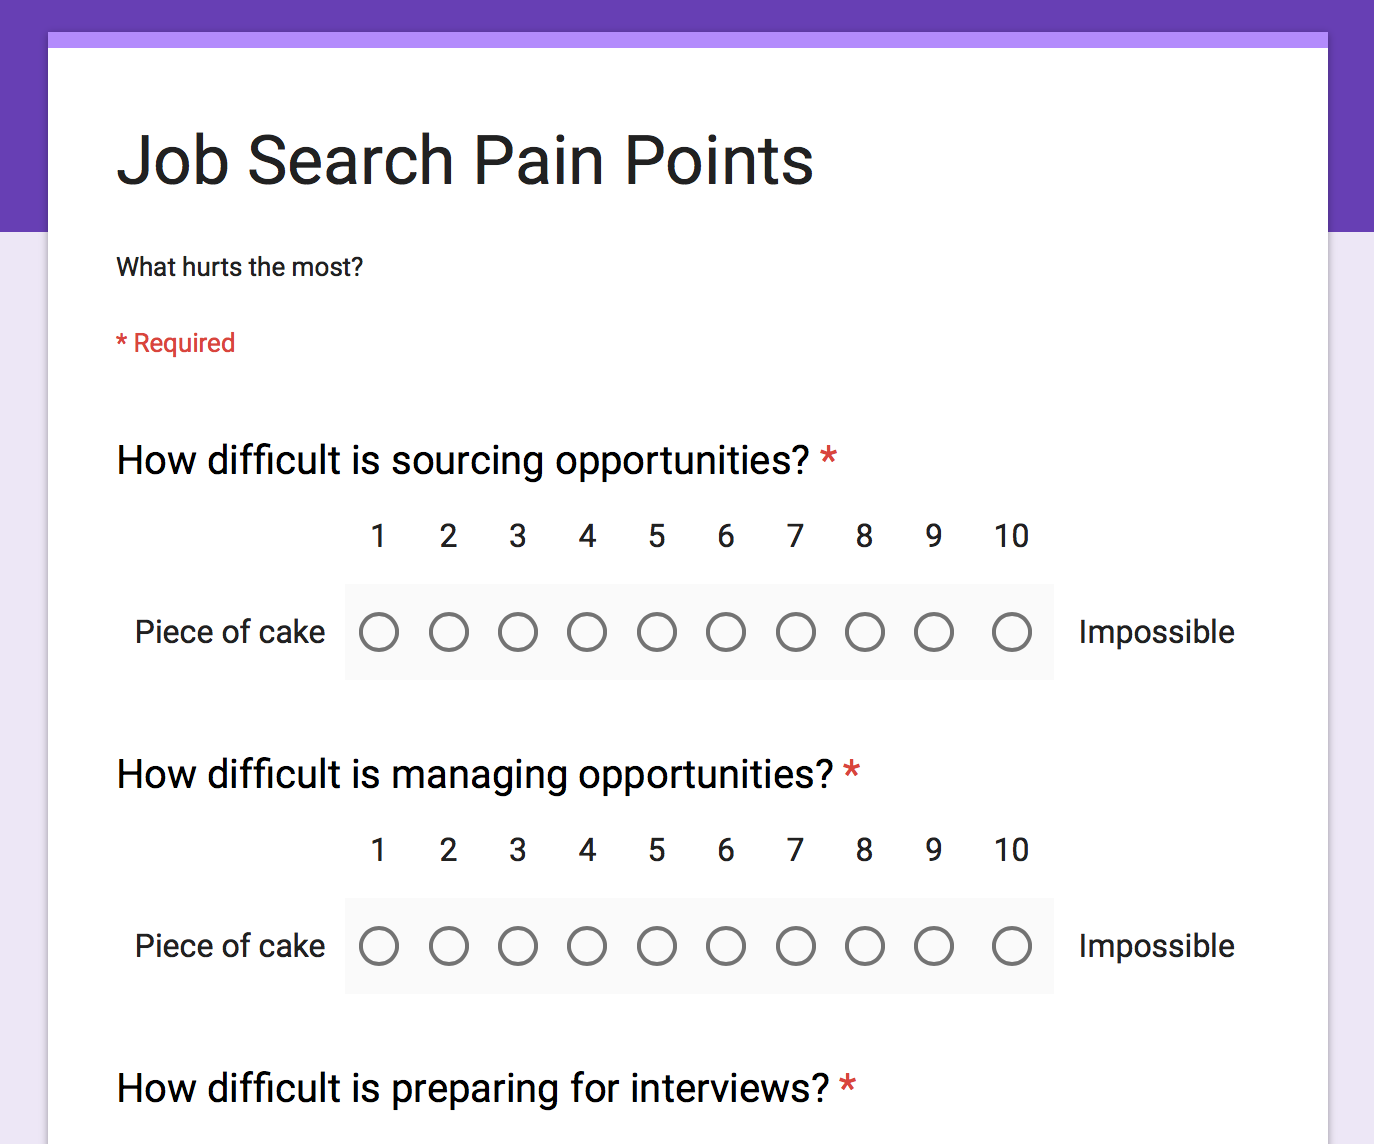 Job Search Pain Points
What hurts the most?
* Required
How difficult is sourcing opportunities? *
1 2 3 4 5 6 7 8 9 10
Piece of cake Impossible
How difficult is managing opportunities? *
1 2 3 4 5 6 7 8 9 10
Piece of cake Impossible
How difficult is preparing for interviews? *